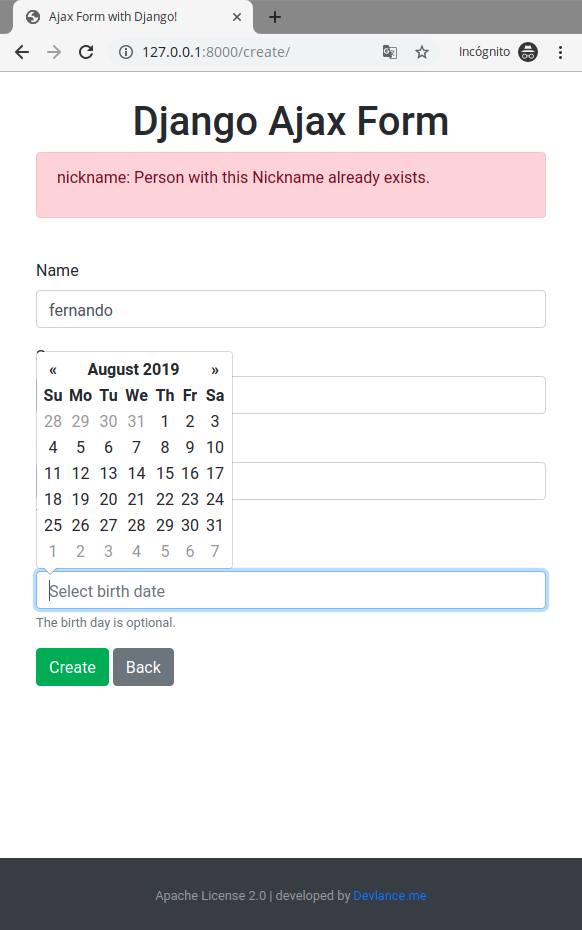 Ajax Form with Django!
127.0.0.1:8000/create/
Incógnito
Django Ajax Form
nickname: Person with this Nickname already exists.
Name
fernando
« August 2019 »
Su Mo Tu We Th Fr Sa
28 29 30 31 1 2 3
4 5 6 7 8 9 10
11 12 13 14 15 16 17
18 19 20 21 22 23 24
25 26 27 28 29 30 31
1 2 3 4 5 6 7
Select birth date
The birth day is optional.
Create Back
Apache License 2.0 | developed by Devlance.me